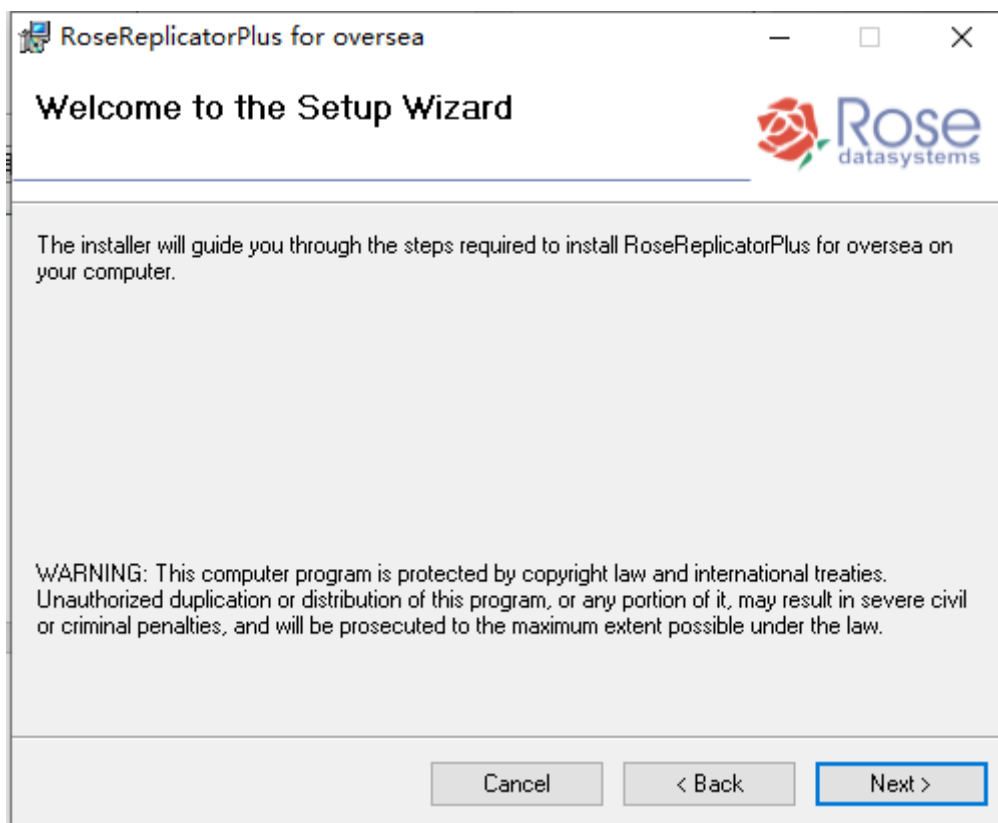 RoseReplicatorPlus for oversea
Welcome to the Setup Wizard
Rose
datasystems
The installer will guide you through the steps required to install RoseReplicatorPlus for oversea on
your computer.
WARNING: This computer program is protected by copyright law and international treaties.
Unauthorized duplication or distribution of this program, or any portion of it, may result in severe civil
or criminal penalties, and will be prosecuted to the maximum extent possible under the law.
Cancel
< Back
Next >